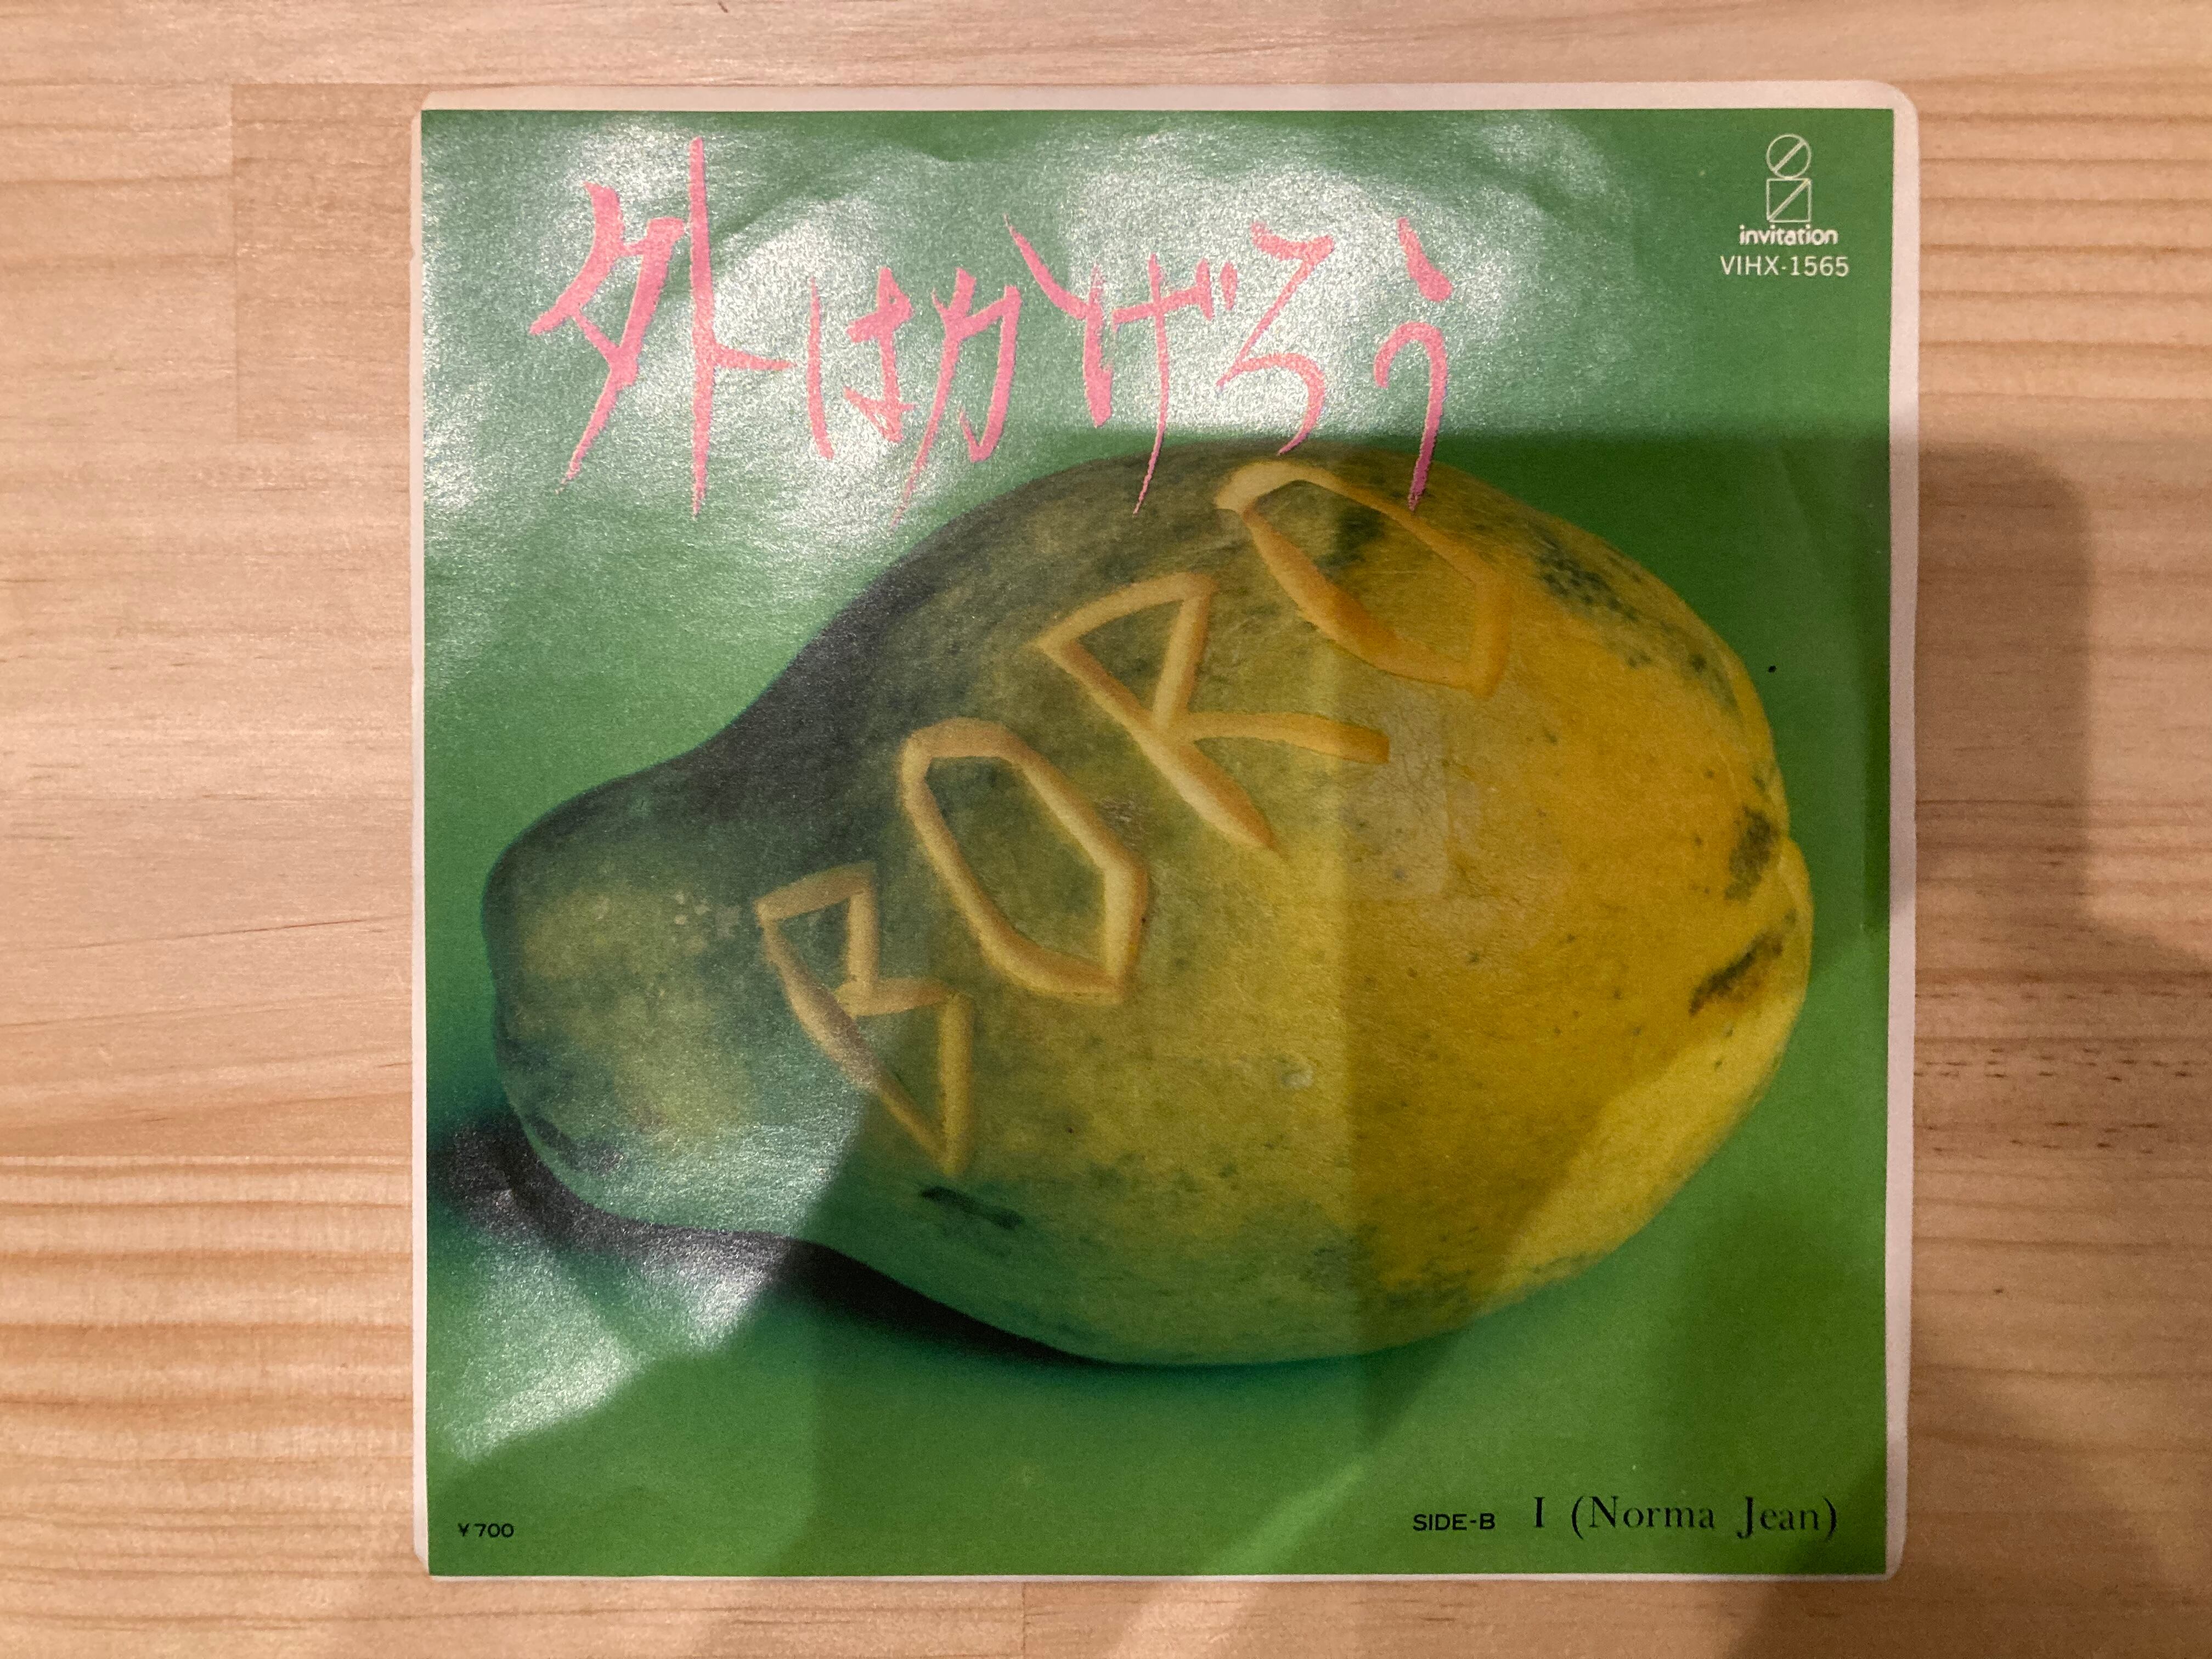 外はかげろう
invitation
VIHX-1565
BORO
¥700
SIDE-B I (Norma Jean)